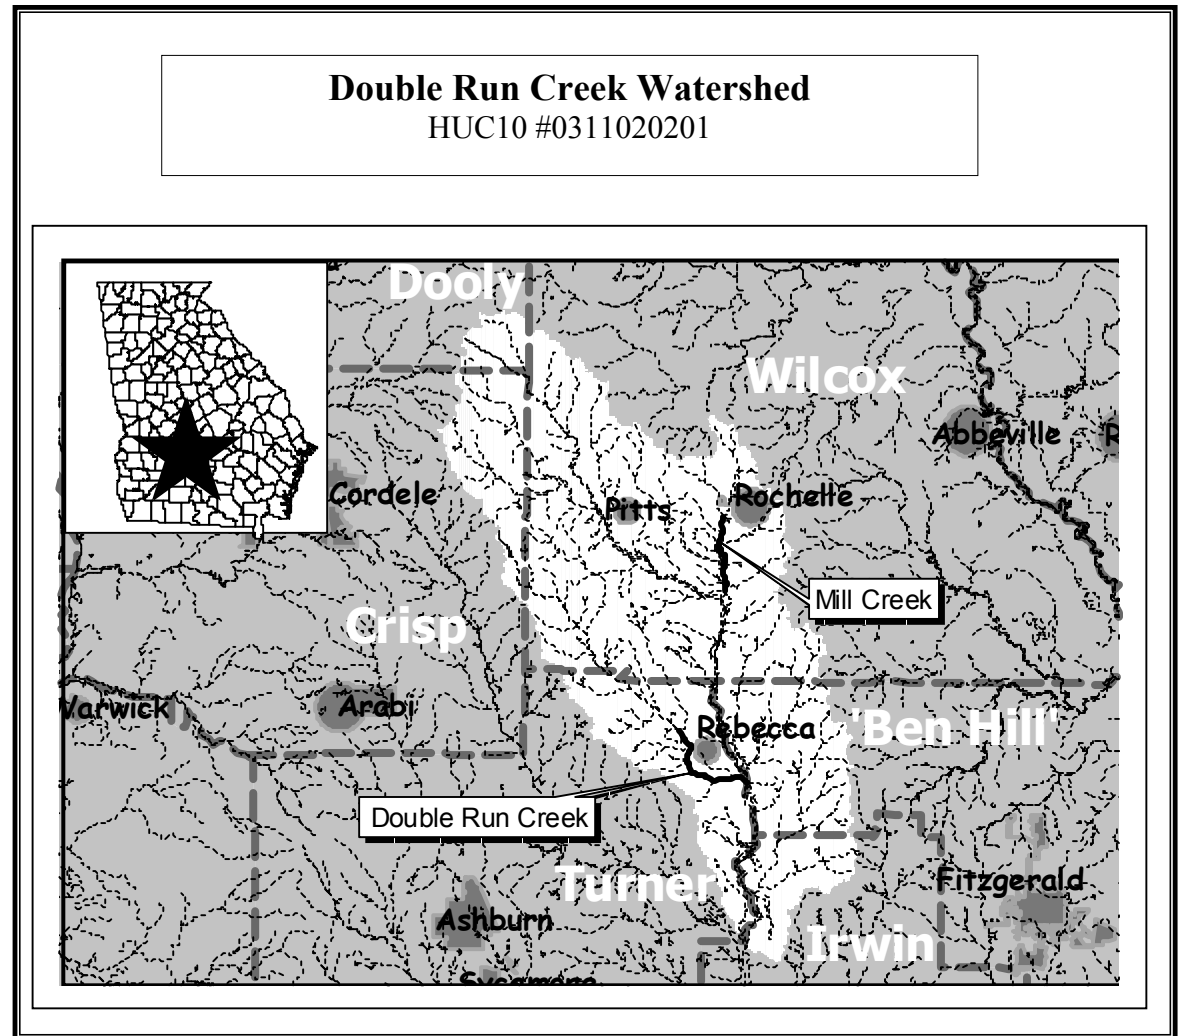 Double Run Creek Watershed
HUC10 #0311020201
Dooly
Wilcox
Abbeville
R
Cordele
Pitts
Rochelle
Mill Creek
Crisp
Warwick
Arabi
Rebecca
'Ben Hill'
Double Run Creek
Turner
Fitzgerald
Ashburn
Irwin
Sycamore